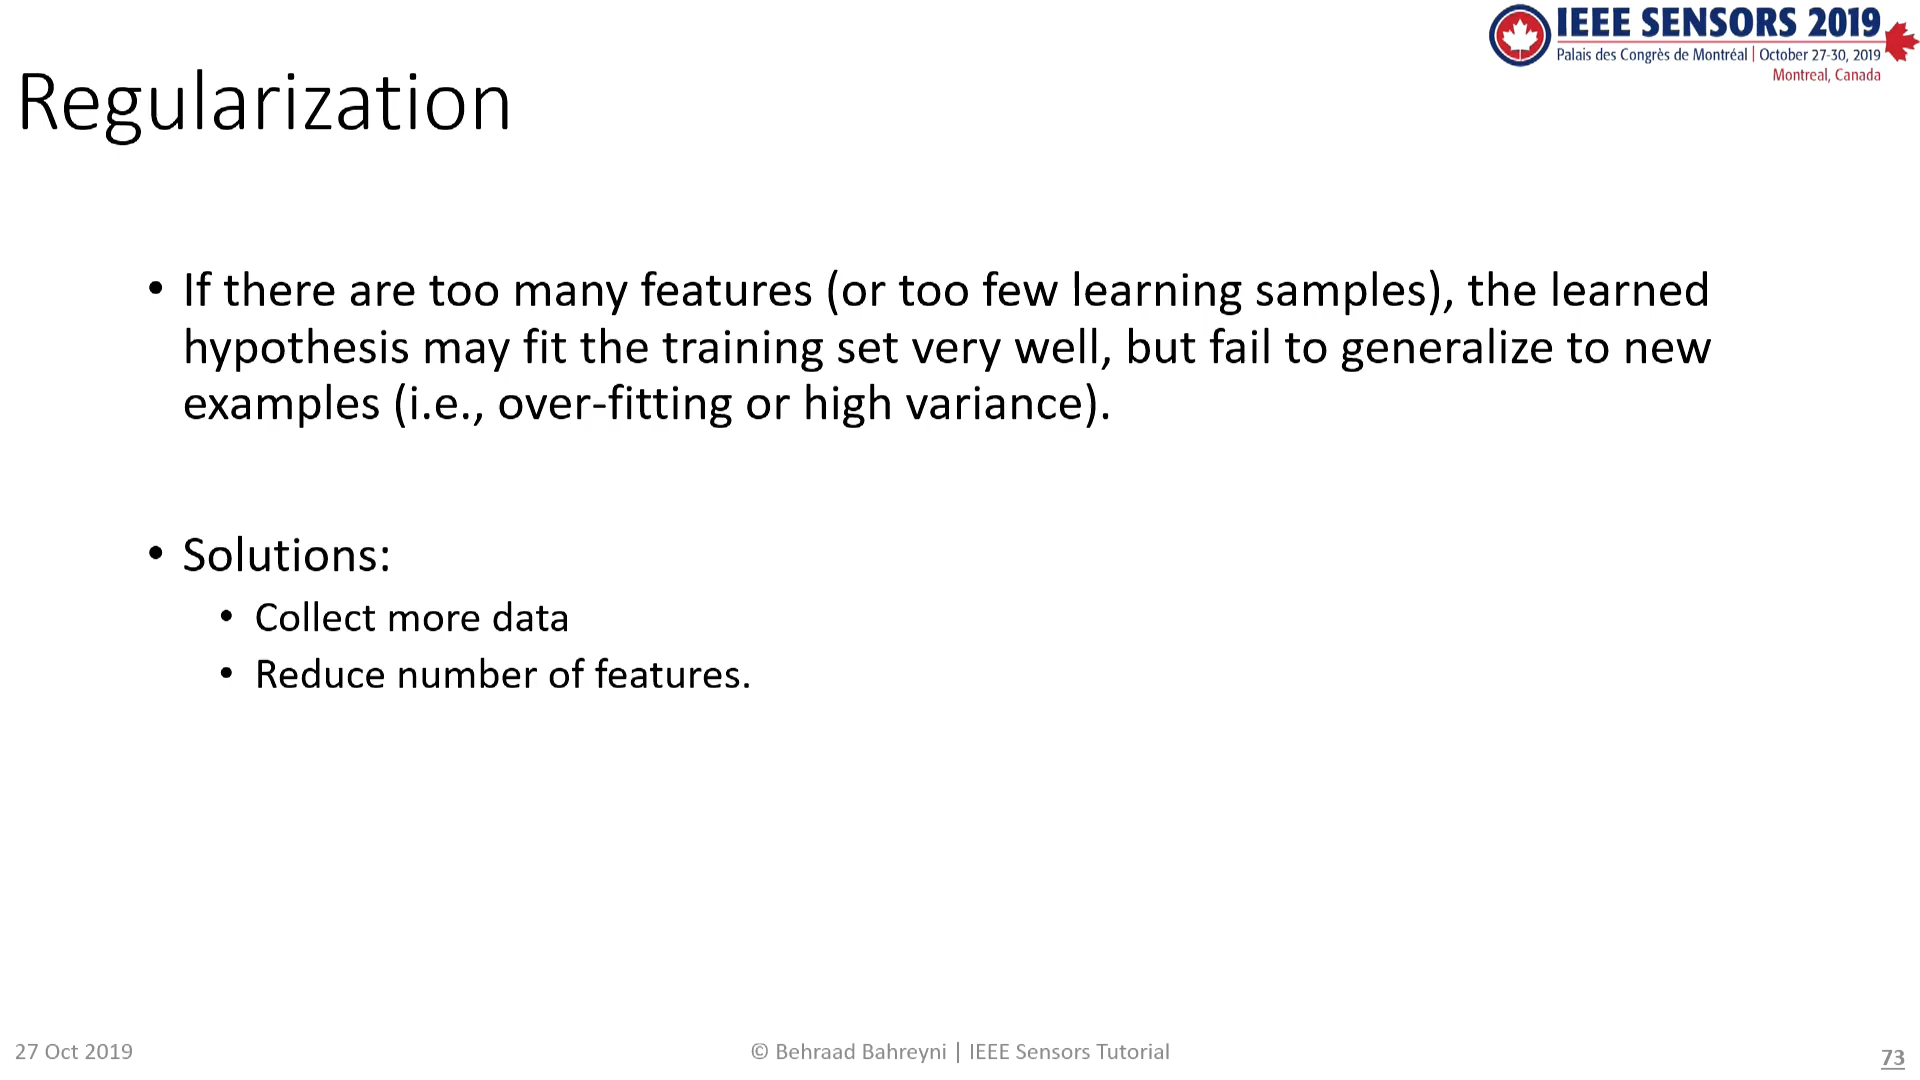 IEEE SENSORS 2019
Palais des Congrès de Montréal | October 27-30, 2019
Montreal, Canada
Regularization
• If there are too many features (or too few learning samples), the learned
hypothesis may fit the training set very well, but fail to generalize to new
examples (i.e., over-fitting or high variance).
• Solutions:
• Collect more data
• Reduce number of features.
27 Oct 2019
© Behraad Bahreyni | IEEE Sensors Tutorial
73